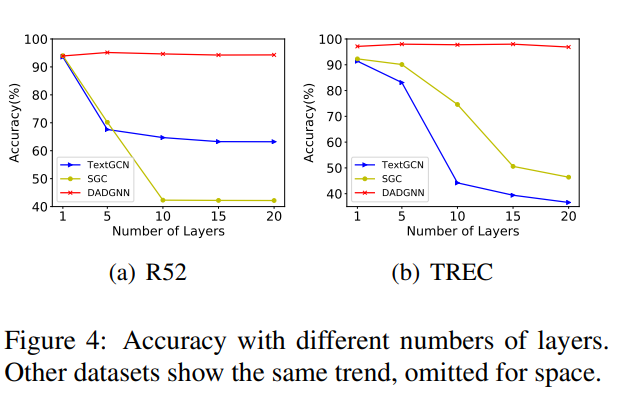 100
90
80
70
60
50
40
Accuracy(%)
TextGCN
SGC
DADGNN
1 5 10 15 20
Number of Layers
(a) R52
100
90
80
70
60
50
40
Accuracy(%)
TextGCN
SGC
DADGNN
1 5 10 15 20
Number of Layers
(b) TREC
Figure 4: Accuracy with different numbers of layers.
Other datasets show the same trend, omitted for space.